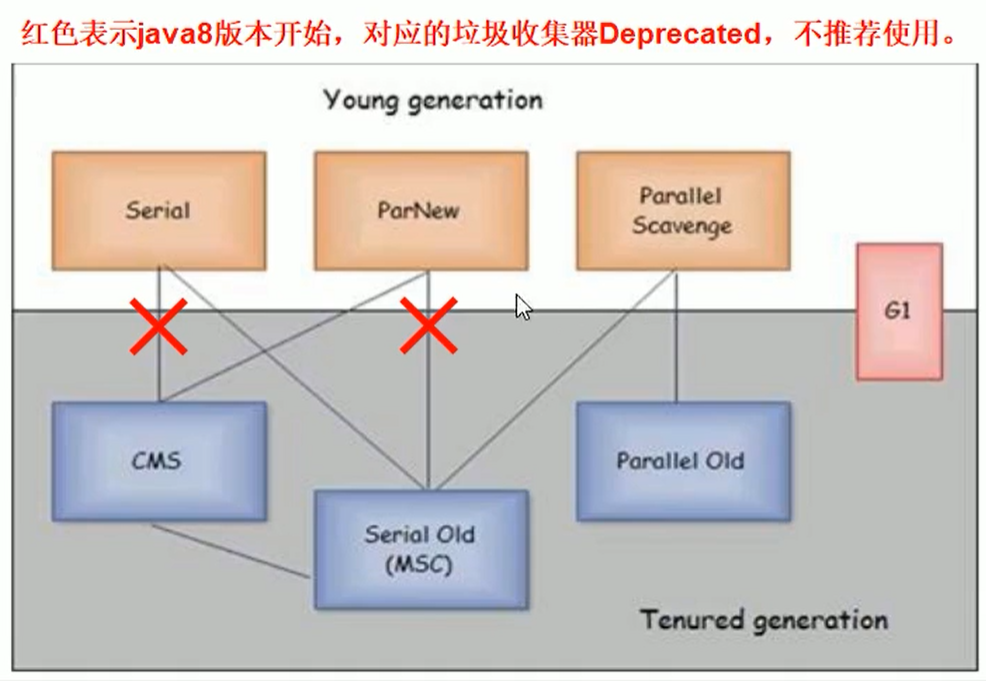 红色表示java8版本开始，对应的垃圾收集器Deprecated，不推荐使用。
Young generation
Serial
ParNew
Parallel
Scavenge
G1
CMS
Parallel Old
Serial Old
(MSC)
Tenured generation